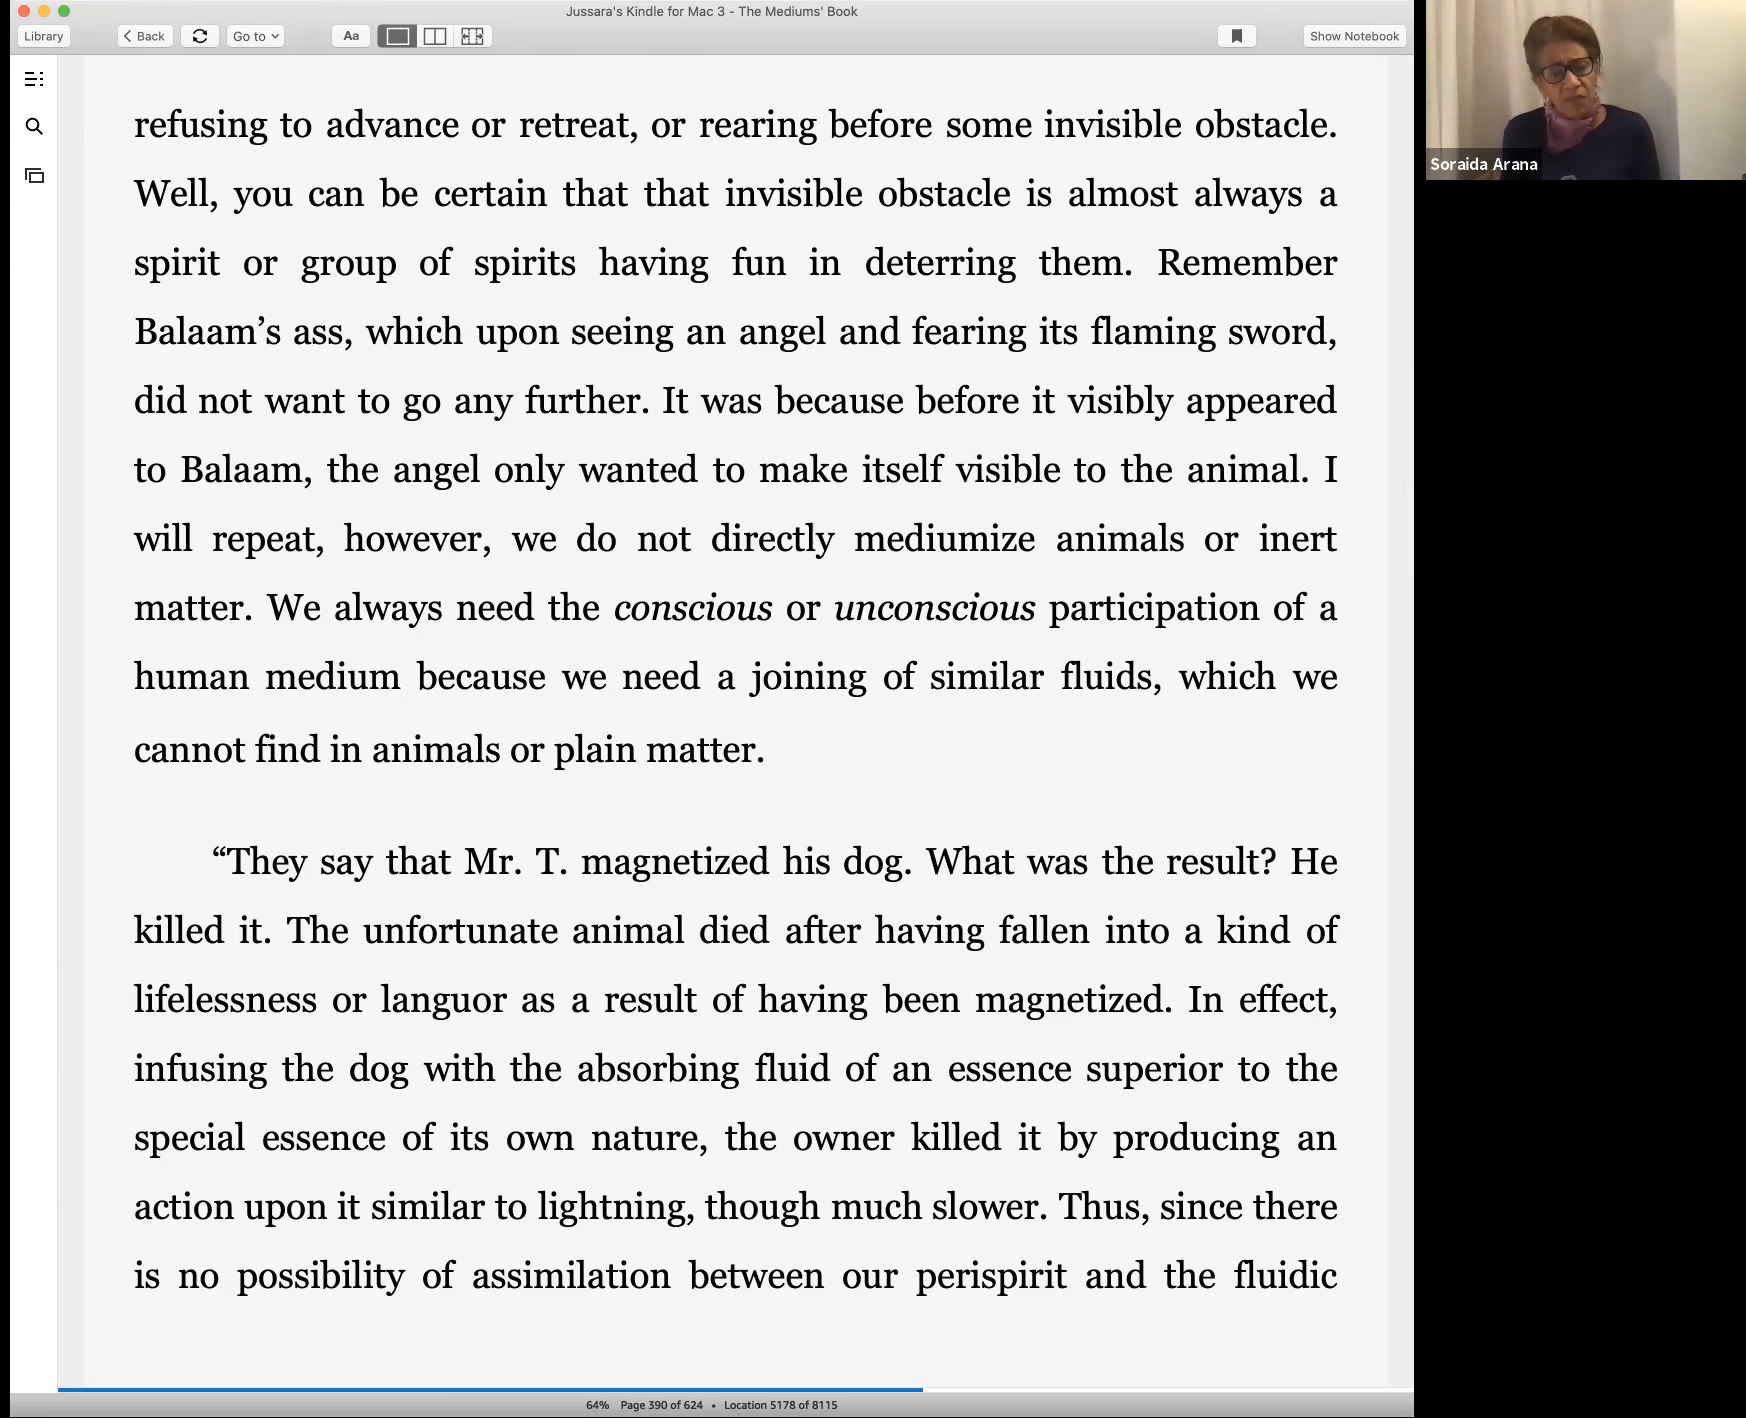 Jussara's Kindle for Mac 3 - The Mediums' Book
Library
Back
Go to
Aa
Show Notebook
refusing to advance or retreat, or rearing before some invisible obstacle.
Well, you can be certain that that invisible obstacle is almost always a
spirit or group of spirits having fun in deterring them. Remember
Balaam’s ass, which upon seeing an angel and fearing its flaming sword,
did not want to go any further. It was because before it visibly appeared
to Balaam, the angel only wanted to make itself visible to the animal. I
will repeat, however, we do not directly mediumize animals or inert
matter. We always need the conscious or unconscious participation of a
human medium because we need a joining of similar fluids, which we
cannot find in animals or plain matter.
“They say that Mr. T. magnetized his dog. What was the result? He
killed it. The unfortunate animal died after having fallen into a kind of
lifelessness or languor as a result of having been magnetized. In effect,
infusing the dog with the absorbing fluid of an essence superior to the
special essence of its own nature, the owner killed it by producing an
action upon it similar to lightning, though much slower. Thus, since there
is no possibility of assimilation between our perispirit and the fluidic
64% Page 390 of 624 • Location 5178 of 8115
Soraida Arana